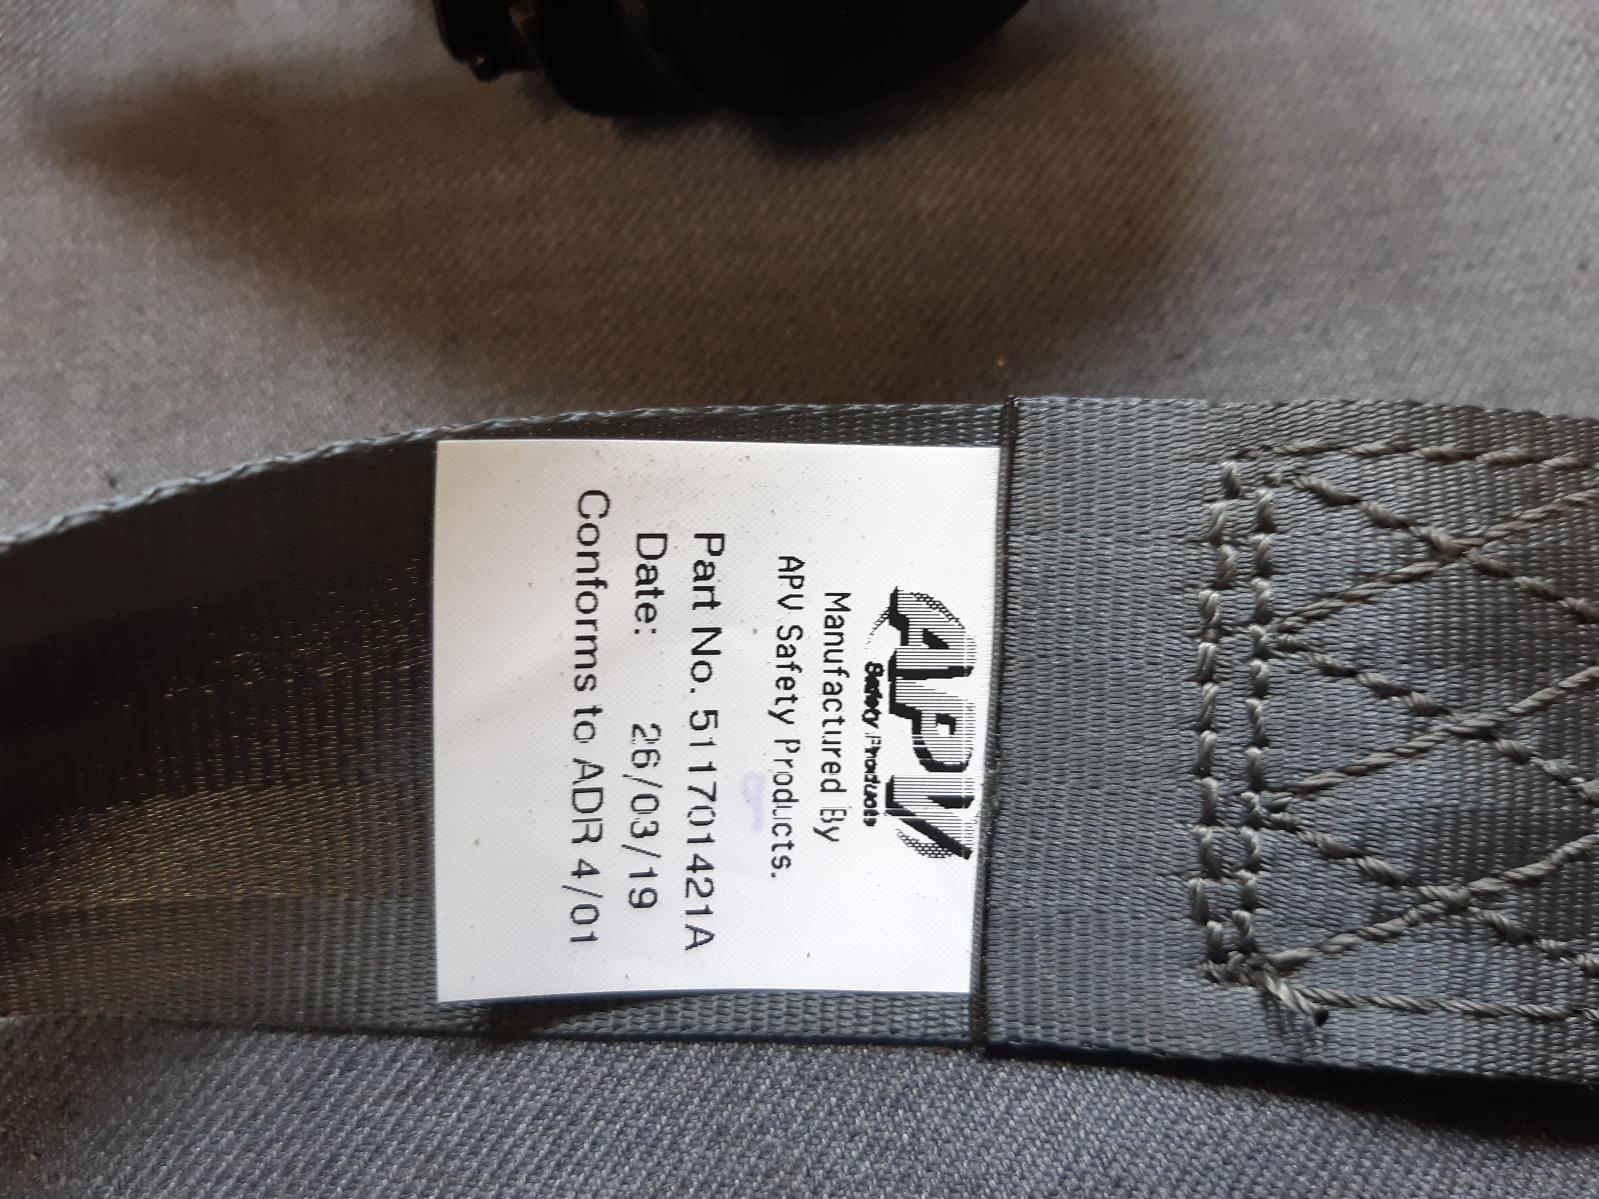 APV
Safety Products
Manufactured By
APV Safety Products.
Part No. 511701421A
Date: 26/03/19
Conforms to ADR 4/01